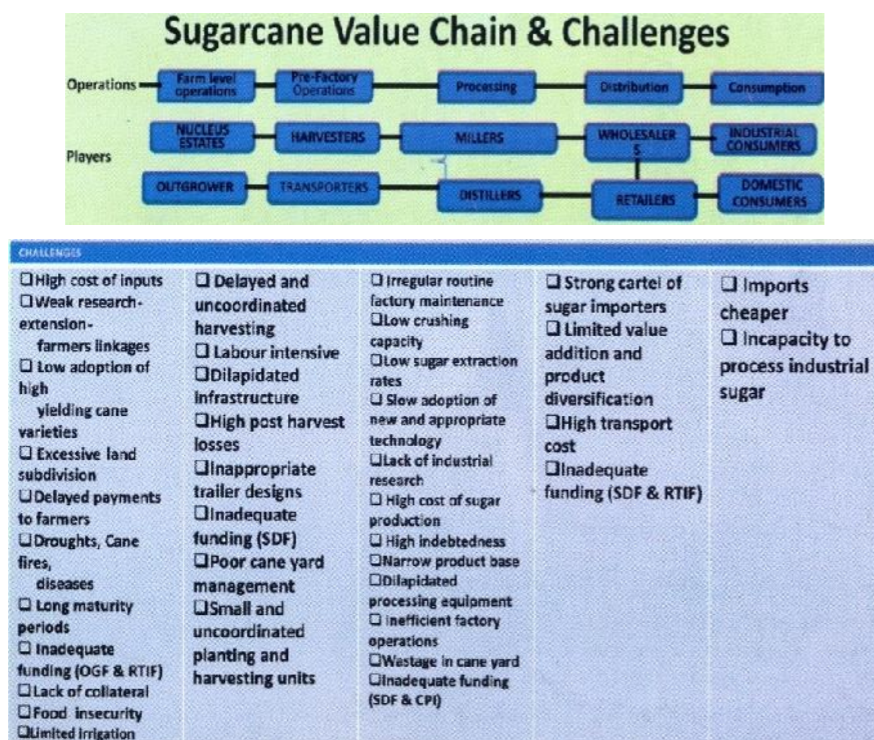 Sugarcane Value Chain & Challenges
Operations
Farm level
operations
Pre-Factory
Operations
Processing
Distribution
Consumption
Players
NUCLEUS
ESTATES
HARVESTERS
MILLERS
WHOLESALER
S
INDUSTRIAL
CONSUMERS
OUTGROWER
TRANSPORTERS
DISTILLERS
RETAILERS
DOMESTIC
CONSUMERS
CHALLENGES
❑High cost of inputs
❑Weak research-
extension-
farmers linkages
❑ Low adoption of
high
yielding cane
varieties
❑ Excessive land
subdivision
❑Delayed payments
to farmers
❑Droughts, Cane
fires,
diseases
❑ Long maturity
periods
❑ Inadequate
funding (OGF & RTIF)
❑Lack of collateral
❑Food insecurity
❑Limited irrigation
❑ Delayed and
uncoordinated
harvesting
❑ Labour intensive
❑Dilapidated
infrastructure
❑High post harvest
losses
❑Inappropriate
trailer designs
❑Inadequate
funding (SDF)
❑Poor cane yard
management
❑Small and
uncoordinated
planting and
harvesting units
❑ Irregular routine
factory maintenance
❑Low crushing
capacity
❑Low sugar extraction
rates
❑ Slow adoption of
new and appropriate
technology
❑Lack of industrial
research
❑ High cost of sugar
production
❑ High indebtedness
❑Narrow product base
❑Dilapidated
processing equipment
❑ Inefficient factory
operations
❑Wastage in cane yard
❑Inadequate funding
(SDF & CPI)
❑ Strong cartel of
sugar importers
❑ Limited value
addition and
product
diversification
❑High transport
cost
❑Inadequate
funding (SDF & RTIF)
❑ Imports
cheaper
❑ Incapacity to
process industrial
sugar